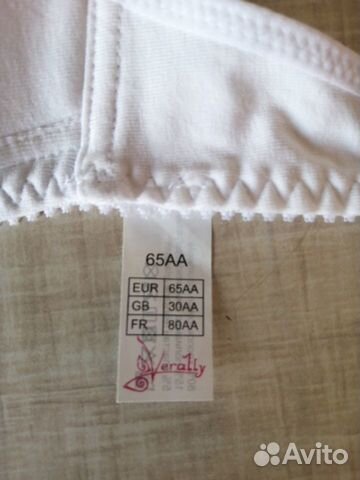 65AA
EUR 65AA
GB 30AA
FR 80AA
Verally
Avito